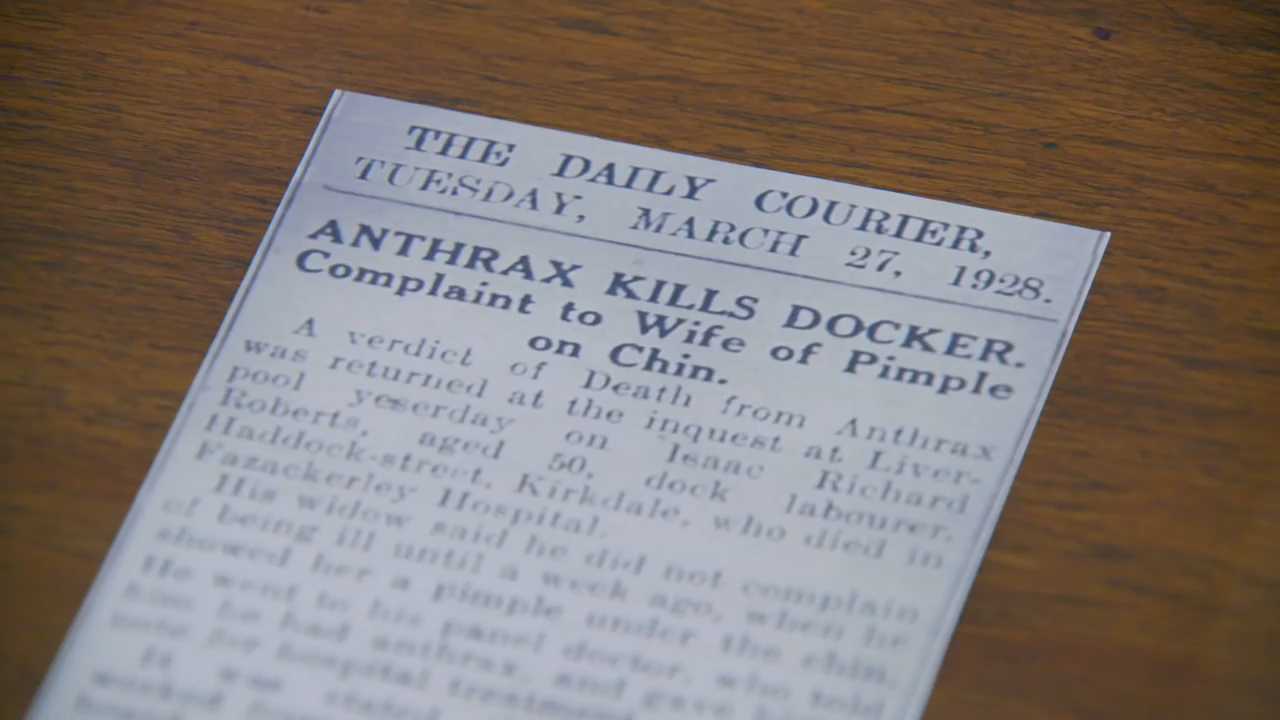 THE DAILY COURIER,
TUESDAY, MARCH 27, 1928.
ANTHRAX KILLS DOCKER.
Complaint to Wife of Pimple
on Chin.
A verdict of Death from Anthrax
was returned at the inquest at Liver-
pool yeserday on Isaac Richard
Roberts, aged 50, dock labourer,
Haddock-street, Kirkdale, who died in
Fazackerley Hospital.
His widow said he did not complain
of being ill until a week ago, when he
showed her a pimple under the chin.
He went to his panel doctor, who told
him he had anthrax, and gave
note for hospital treatment
It was stated
worked